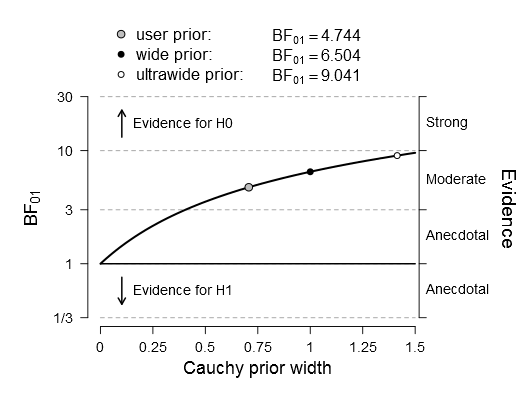 user prior: BF01 = 4.744
wide prior: BF01 = 6.504
ultrawide prior: BF01 = 9.041
30
Evidence for H0
Strong
10
Moderate
3
Anecdotal
1
Evidence for H1
Anecdotal
1/3
BF01
Evidence
0 0.25 0.5 0.75 1 1.25 1.5
Cauchy prior width